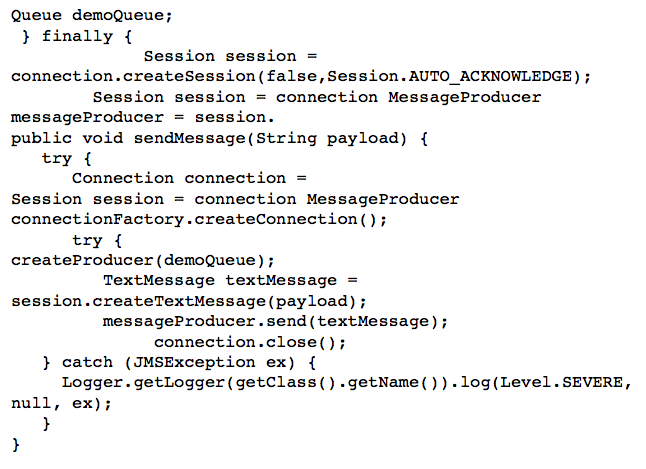 Queue demoQueue;
} finally {
Session session =
connection.createSession(false,Session.AUTO_ACKNOWLEDGE);
Session session = connection MessageProducer
messageProducer = session.
public void sendMessage(String payload) {
try {
Connection connection =
Session session = connection MessageProducer
connectionFactory.createConnection();
try {
createProducer(demoQueue);
TextMessage textMessage =
session.createTextMessage(payload);
messageProducer.send(textMessage);
connection.close();
} catch (JMSException ex) {
Logger.getLogger(getClass().getName()).log(Level.SEVERE,
null, ex);
}
}